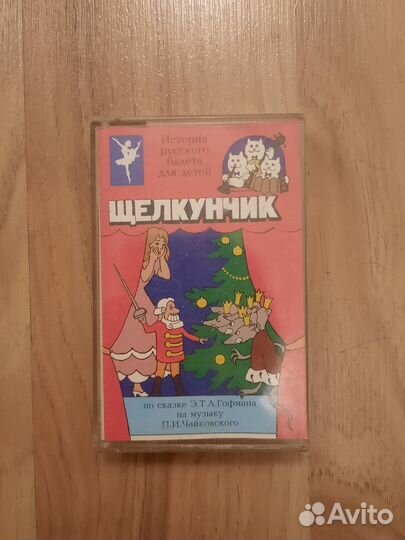 История
русского
балета
для детей
ЩЕЛКУНЧИК
по сказке Э.Т.А.Гофмана
на музыку
П.И.Чайковского
Avito